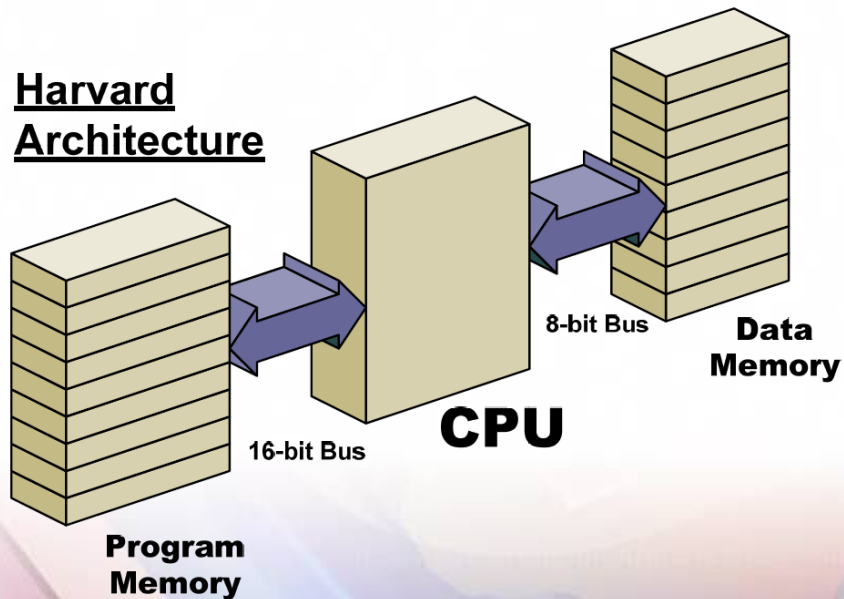 Harvard
Architecture
8-bit Bus
Data
Memory
CPU
16-bit Bus
Program
Memory